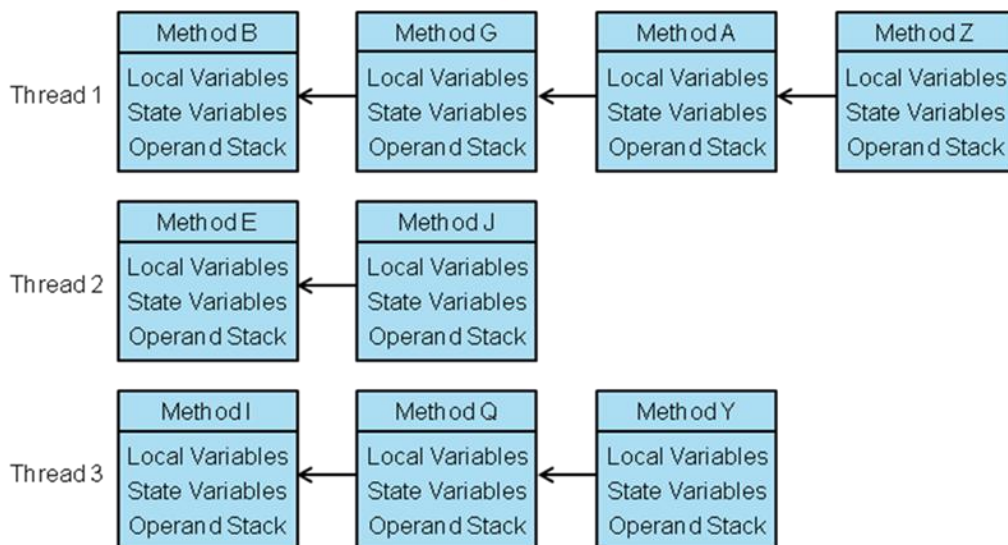 Method B
Method G
Method A
Method Z
Thread 1
Local Variables
State Variables
Operand Stack
Local Variables
State Variables
Operand Stack
Local Variables
State Variables
Operand Stack
Local Variables
State Variables
Operand Stack
Method E
Method J
Thread 2
Local Variables
State Variables
Operand Stack
Local Variables
State Variables
Operand Stack
Method I
Method Q
Method Y
Thread 3
Local Variables
State Variables
Operand Stack
Local Variables
State Variables
Operand Stack
Local Variables
State Variables
Operand Stack